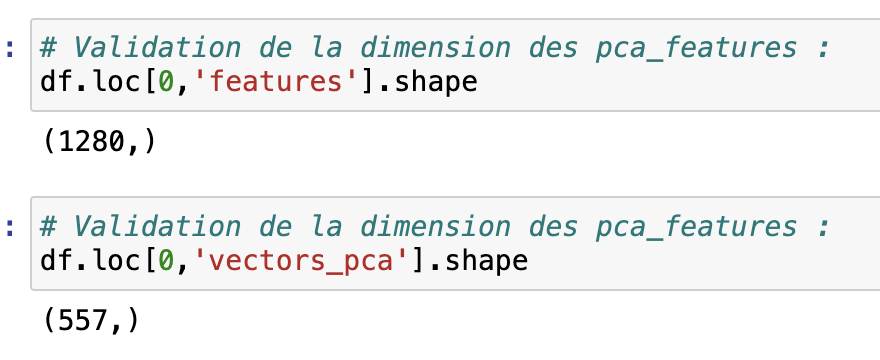 :
# Validation de la dimension des pca_features :
df.loc[0,'features'].shape
(1280,)
:
# Validation de la dimension des pca_features :
df.loc[0,'vectors_pca'].shape
(557,)